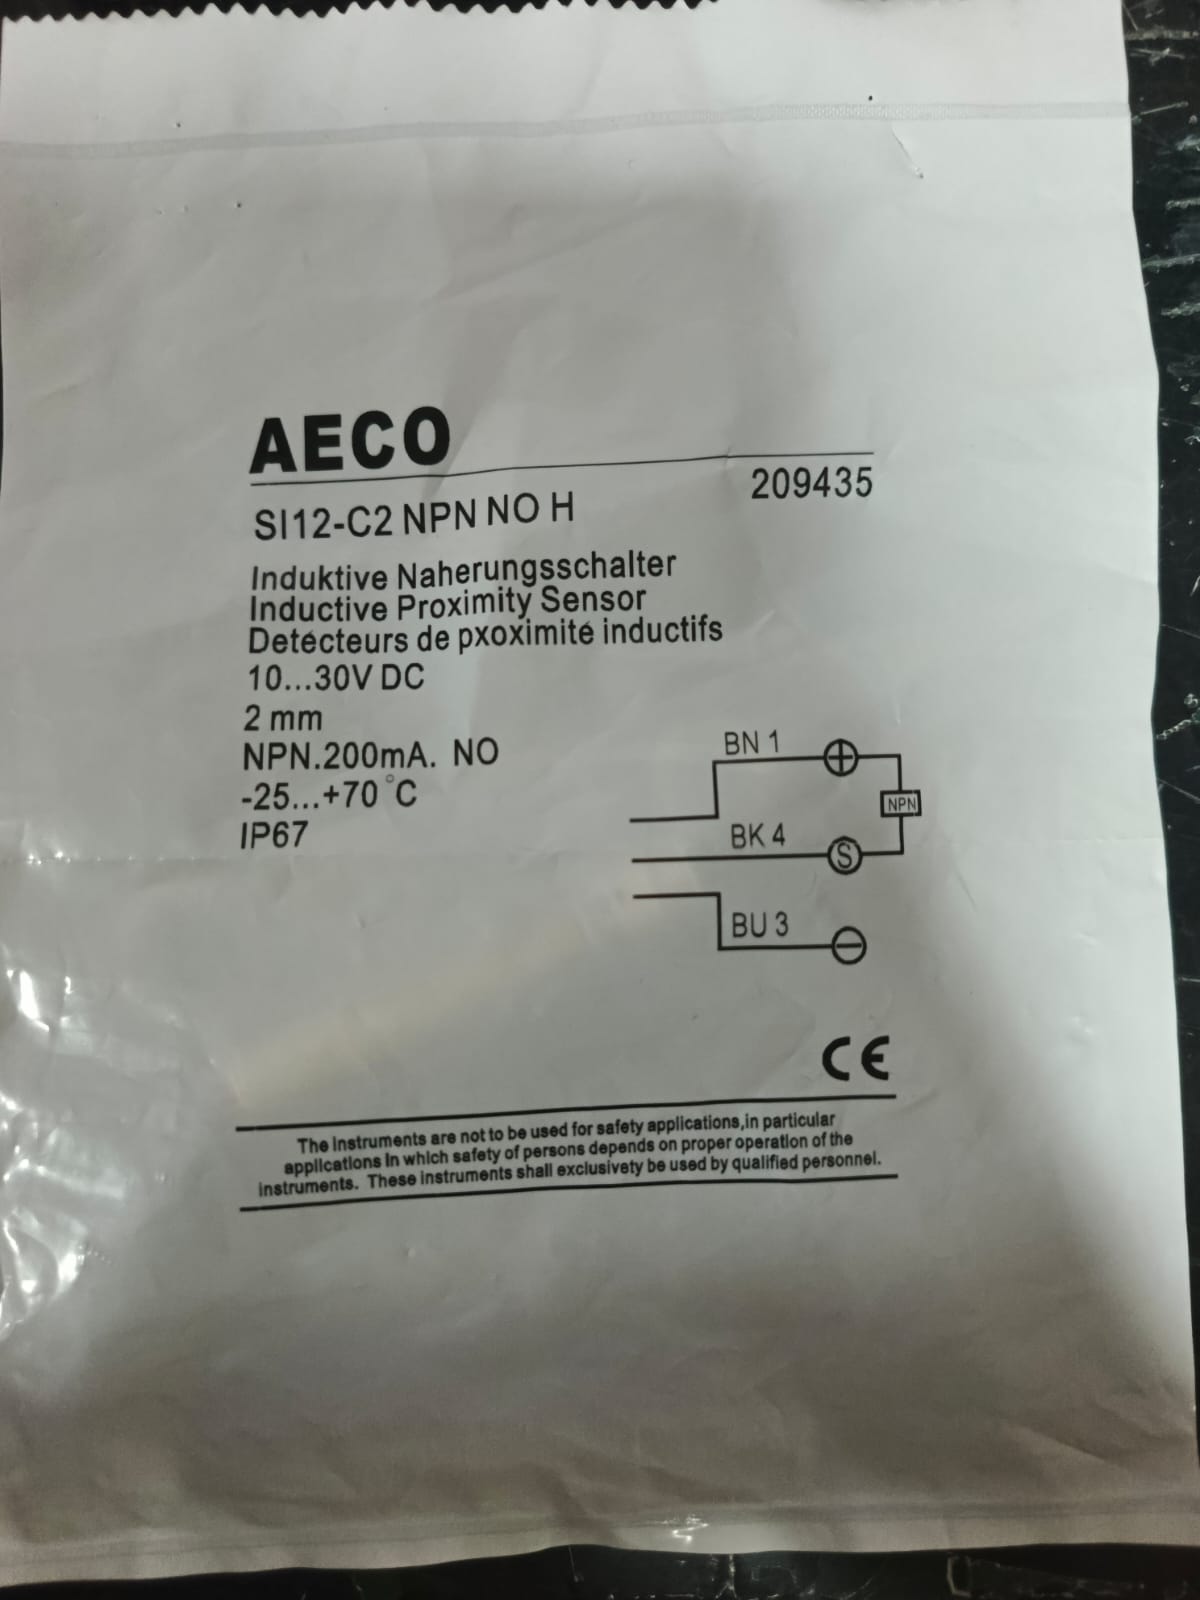 AECO
209435
SI12-C2 NPN NO H
Induktive Naherungsschalter
Inductive Proximity Sensor
Detécteurs de pxoximité inductifs
10...30V DC
2 mm
NPN.200mA. NO
-25...+70 °C
IP67
BN 1
NPN
BK 4
S
BU 3
CE
The instruments are not to be used for safety applications,in particular
applications in which safety of persons depends on proper operation of the
instruments. These instruments shall exclusivety be used by qualified personnel.